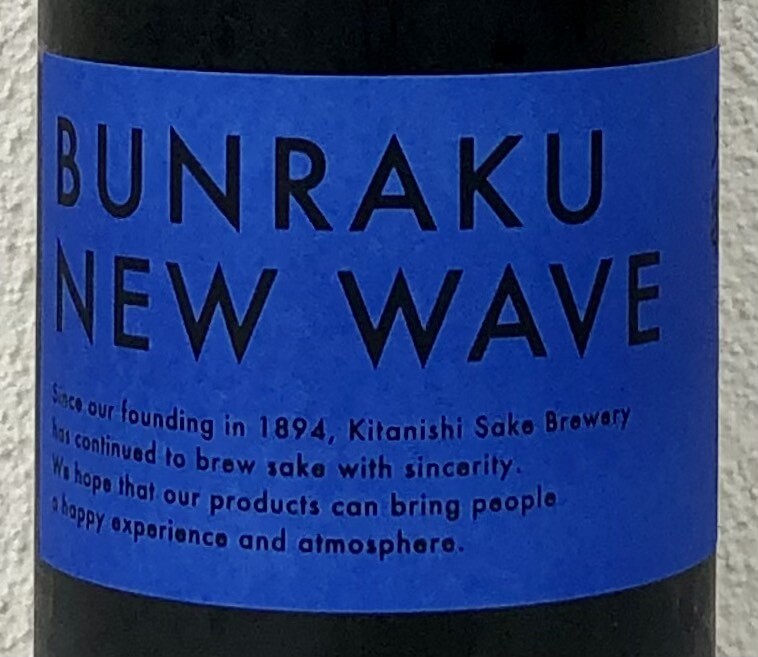 BUNRAKU
NEW WAVE
Since our founding in 1894, Kitanishi Sake Brewery
has continued to brew sake with sincerity.
We hope that our products can bring people
a happy experience and atmosphere.